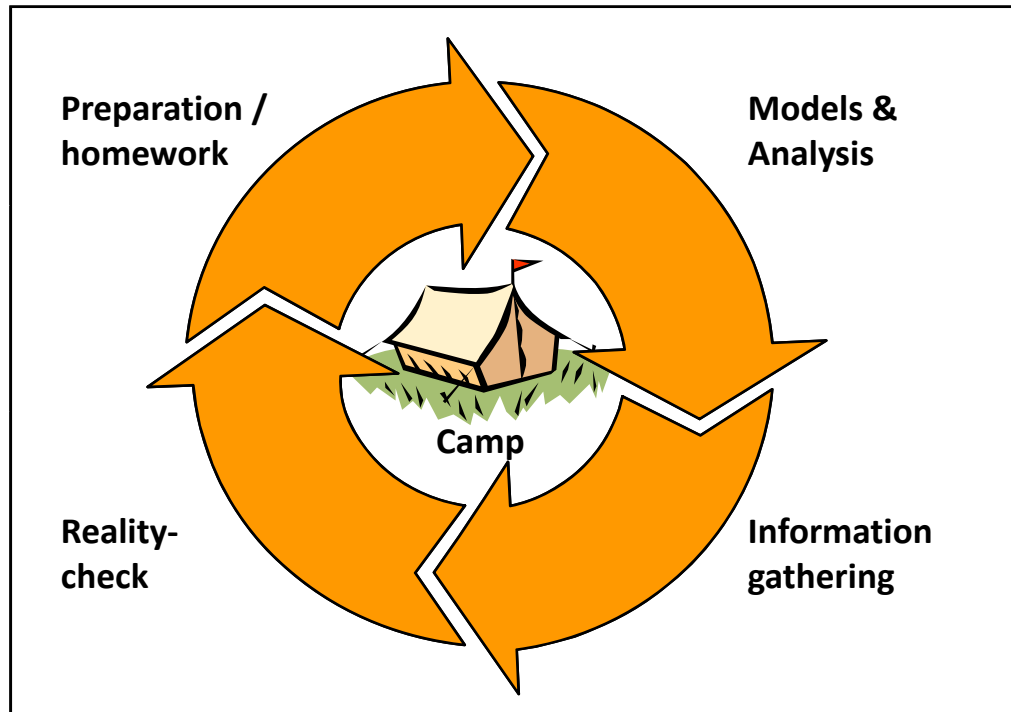 Preparation /
homework
Models &
Analysis
Camp
Reality-
check
Information
gathering